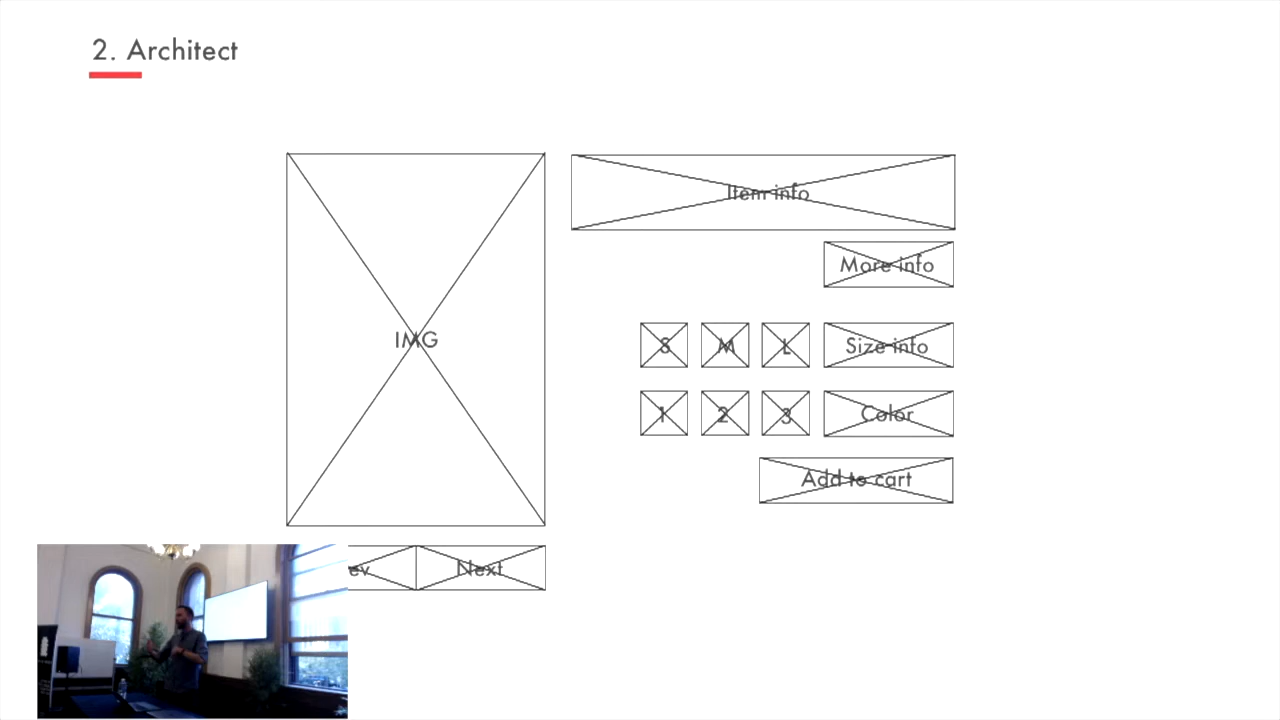 2. Architect
Item info
More info
IMG
S M L Size info
1 2 3 Color
Add to cart
ev Next